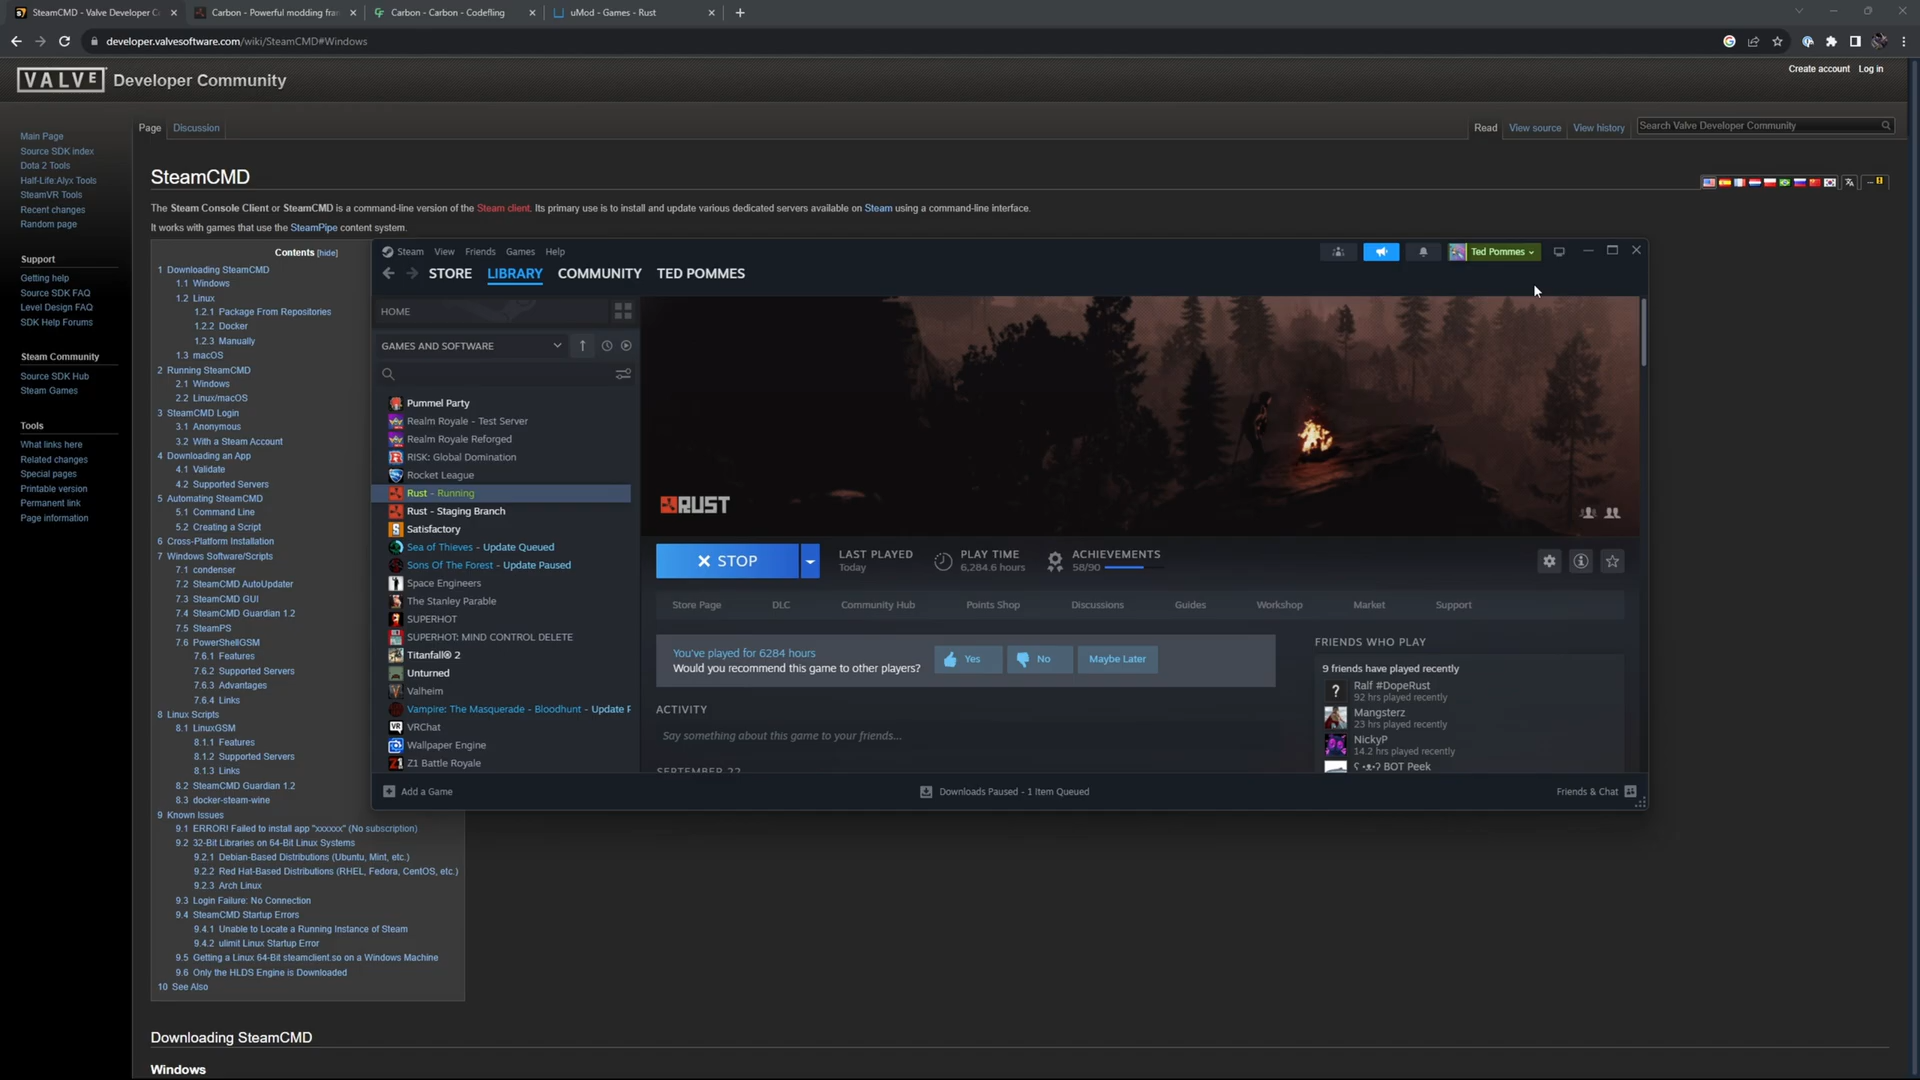 SteamCMD - Valve Developer C
Carbon - Powerful modding fra
Carbon - Carbon - Codefling
uMod - Games - Rust
developer.valvesoftware.com/wiki/SteamCMD#Windows
VALVE Developer Community
Create account Log in
Page Discussion
Read View source View history Search Valve Developer Community
Main Page
Source SDK index
Dota 2 Tools
Half-Life:Alyx Tools
SteamVR Tools
Recent changes
Random page
Support
Getting help
Source SDK FAQ
Level Design FAQ
SDK Help Forums
Steam Community
Source SDK Hub
Steam Games
Tools
What links here
Related changes
Special pages
Printable version
Permanent link
Page information
SteamCMD
The Steam Console Client or SteamCMD is a command-line version of the Steam client. Its primary use is to install and update various dedicated servers available on Steam using a command-line interface.
It works with games that use the SteamPipe content system.
Contents [hide]
1 Downloading SteamCMD
1.1 Windows
1.2 Linux
1.2.1 Package From Repositories
1.2.2 Docker
1.2.3 Manually
1.3 macOS
2 Running SteamCMD
2.1 Windows
2.2 Linux/macOS
3 SteamCMD Login
3.1 Anonymous
3.2 With a Steam Account
4 Downloading an App
4.1 Validate
4.2 Supported Servers
5 Automating SteamCMD
5.1 Command Line
5.2 Creating a Script
6 Cross-Platform Installation
7 Windows Software/Scripts
7.1 condenser
7.2 SteamCMD AutoUpdater
7.3 SteamCMD GUI
7.4 SteamCMD Guardian 1.2
7.5 SteamPS
7.6 PowerShellGSM
7.6.1 Features
7.6.2 Supported Servers
7.6.3 Advantages
7.6.4 Links
8 Linux Scripts
8.1 LinuxGSM
8.1.1 Features
8.1.2 Supported Servers
8.1.3 Links
8.2 SteamCMD Guardian 1.2
8.3 docker-steam-wine
9 Known Issues
9.1 ERROR! Failed to install app "xxxxxx" (No subscription)
9.2 32-Bit Libraries on 64-Bit Linux Systems
9.2.1 Debian-Based Distributions (Ubuntu, Mint, etc.)
9.2.2 Red Hat-Based Distributions (RHEL, Fedora, CentOS, etc.)
9.2.3 Arch Linux
9.3 Login Failure: No Connection
9.4 SteamCMD Startup Errors
9.4.1 Unable to Locate a Running Instance of Steam
9.4.2 ulimit Linux Startup Error
9.5 Getting a Linux 64-Bit steamclient.so on a Windows Machine
9.6 Only the HLDS Engine is Downloaded
10 See Also
Downloading SteamCMD
Windows
Steam View Friends Games Help
Ted Pommes
STORE LIBRARY COMMUNITY TED POMMES
HOME
GAMES AND SOFTWARE
Pummel Party
Realm Royale - Test Server
Realm Royale Reforged
RISK: Global Domination
Rocket League
Rust - Running
Rust - Staging Branch
Satisfactory
Sea of Thieves - Update Queued
Sons Of The Forest - Update Paused
Space Engineers
The Stanley Parable
SUPERHOT
SUPERHOT: MIND CONTROL DELETE
Titanfall® 2
Unturned
Valheim
Vampire: The Masquerade - Bloodhunt - Update P
VRChat
Wallpaper Engine
Z1 Battle Royale
RUST
STOP
LAST PLAYED
Today
PLAY TIME
6,284.6 hours
ACHIEVEMENTS
58/90
Store Page DLC Community Hub Points Shop Discussions Guides Workshop Market Support
You've played for 6284 hours
Would you recommend this game to other players?
Yes No Maybe Later
ACTIVITY
Say something about this game to your friends...
SEPTEMBER 22
FRIENDS WHO PLAY
9 friends have played recently
Ralf #DopeRust
92 hrs played recently
Mangsterz
23 hrs played recently
NickyP
14.2 hrs played recently
BOT Peek
Add a Game
Downloads Paused - 1 Item Queued
Friends & Chat